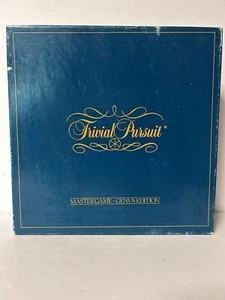 Trivial Pursuit®
MASTER GAME - GENUS EDITION